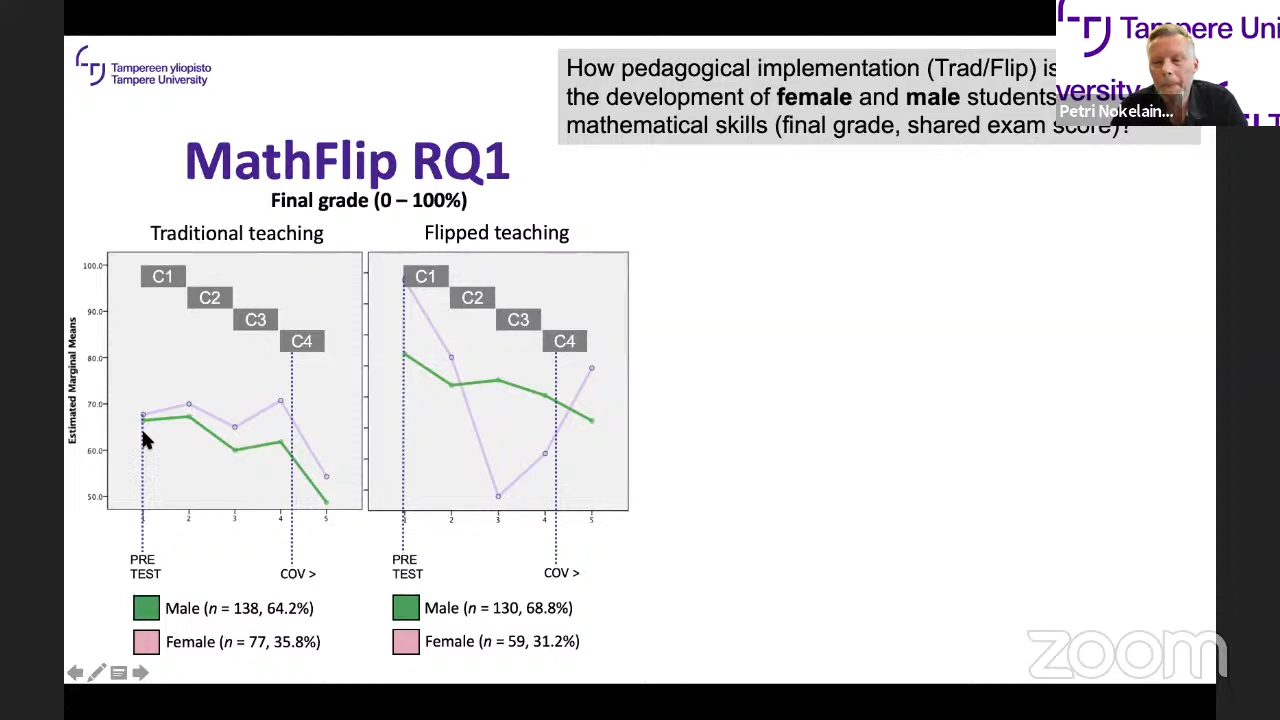 Tampereen yliopisto
Tampere University
How pedagogical implementation (Trad/Flip) is
the development of female and male students
mathematical skills (final grade, shared exam score)?
Tampere Uni
versity
Petri Nokelain...
MathFlip RQ1
Final grade (0 – 100%)
Traditional teaching
Flipped teaching
Estimated Marginal Means
100.0
90.0
80.0
70.0
60.0
50.0
C1
C2
C3
C4
1 2 3 4 5
C1
C2
C3
C4
1 2 3 4 5
PRE
TEST
COV >
PRE
TEST
COV >
Male (n = 138, 64.2%)
Female (n = 77, 35.8%)
Male (n = 130, 68.8%)
Female (n = 59, 31.2%)
zoom